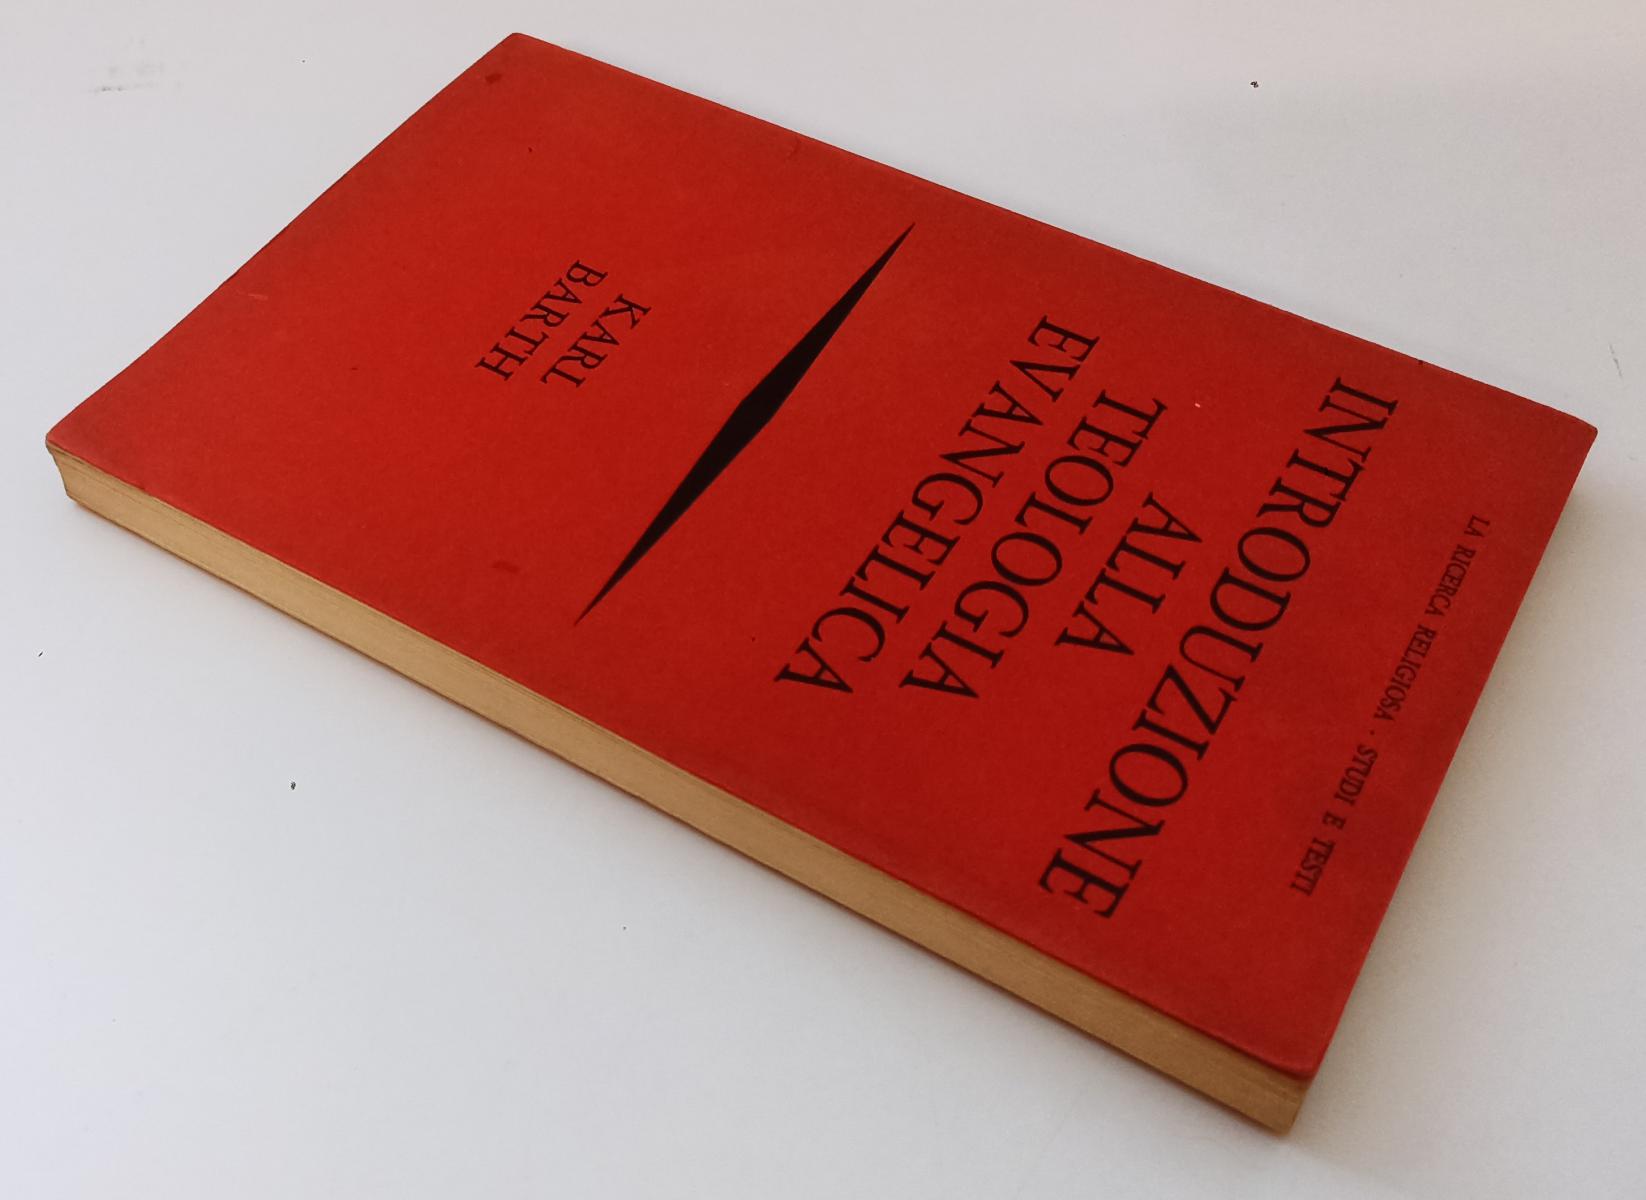 LA RICERCA RELIGIOSA · STUDI E TESTI
INTRODUZIONE
ALLA
TEOLOGIA
EVANGELICA
KARL
BARTH